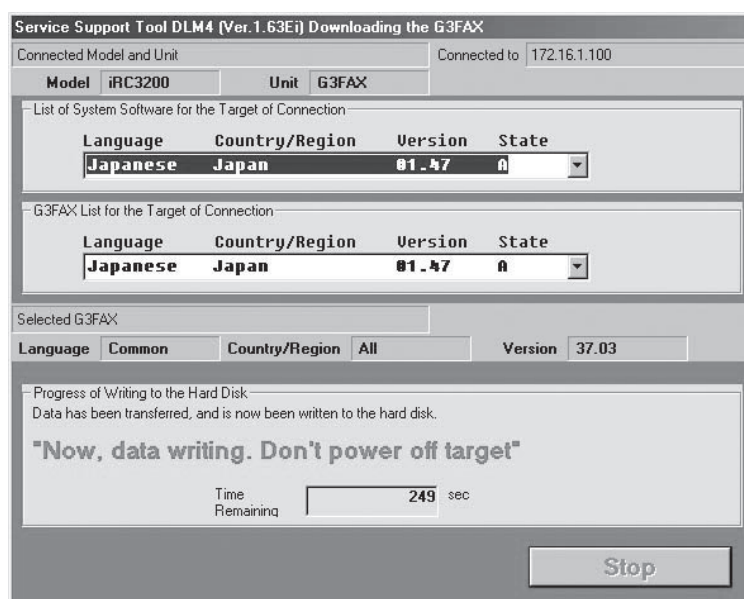 Service Support Tool DLM4 (Ver.1.63Ei) Downloading the G3FAX
Connected Model and Unit Connected to 172.16.1.100
Model iRC3200 Unit G3FAX
List of System Software for the Target of Connection
Language Country/Region Version State
Japanese Japan 01.47 A
G3FAX List for the Target of Connection
Language Country/Region Version State
Japanese Japan 01.47 A
Selected G3FAX
Language Common Country/Region All Version 37.03
Progress of Writing to the Hard Disk
Data has been transferred, and is now been written to the hard disk.
"Now, data writing. Don't power off target"
Time Remaining 249 sec
Stop